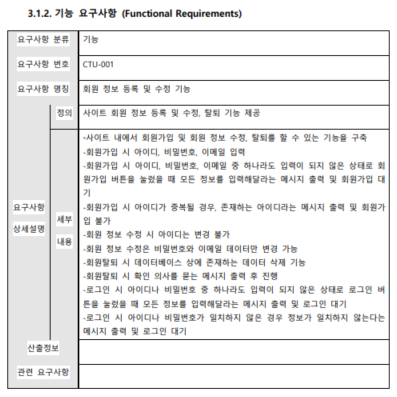 3.1.2. 기능 요구사항 (Functional Requirements)
요구사항 분류 기능
요구사항 번호 CTU-001
요구사항 명칭 회원 정보 등록 및 수정 기능
요구사항 상세설명
정의 사이트 회원 정보 등록 및 수정, 탈퇴 기능 제공
세부 내용
-사이트 내에서 회원가입 및 회원 정보 수정, 탈퇴를 할 수 있는 기능을 구축
-회원가입 시 아이디, 비밀번호, 이메일 입력
-회원가입 시 아이디, 비밀번호, 이메일 중 하나라도 입력이 되지 않은 상태로 회
원가입 버튼을 눌렀을 때 모든 정보를 입력해달라는 메시지 출력 및 회원가입 대
기
-회원가입 시 아이디가 중복될 경우, 존재하는 아이디라는 메시지 출력 및 회원가
입 불가
-회원 정보 수정 시 아이디는 변경 불가
-회원 정보 수정은 비밀번호와 이메일 데이터만 변경 가능
-회원탈퇴 시 데이터베이스 상에 존재하는 데이터 삭제 기능
-회원탈퇴 시 확인 의사를 묻는 메시지 출력 후 진행
-로그인 시 아이디나 비밀번호 중 하나라도 입력이 되지 않은 상태로 로그인 버
튼을 눌렀을 때 모든 정보를 입력해달라는 메시지 출력 및 로그인 대기
-로그인 시 아이디나 비밀번호가 일치하지 않은 경우 정보가 일치하지 않는다는
메시지 출력 및 로그인 대기
산출정보
관련 요구사항